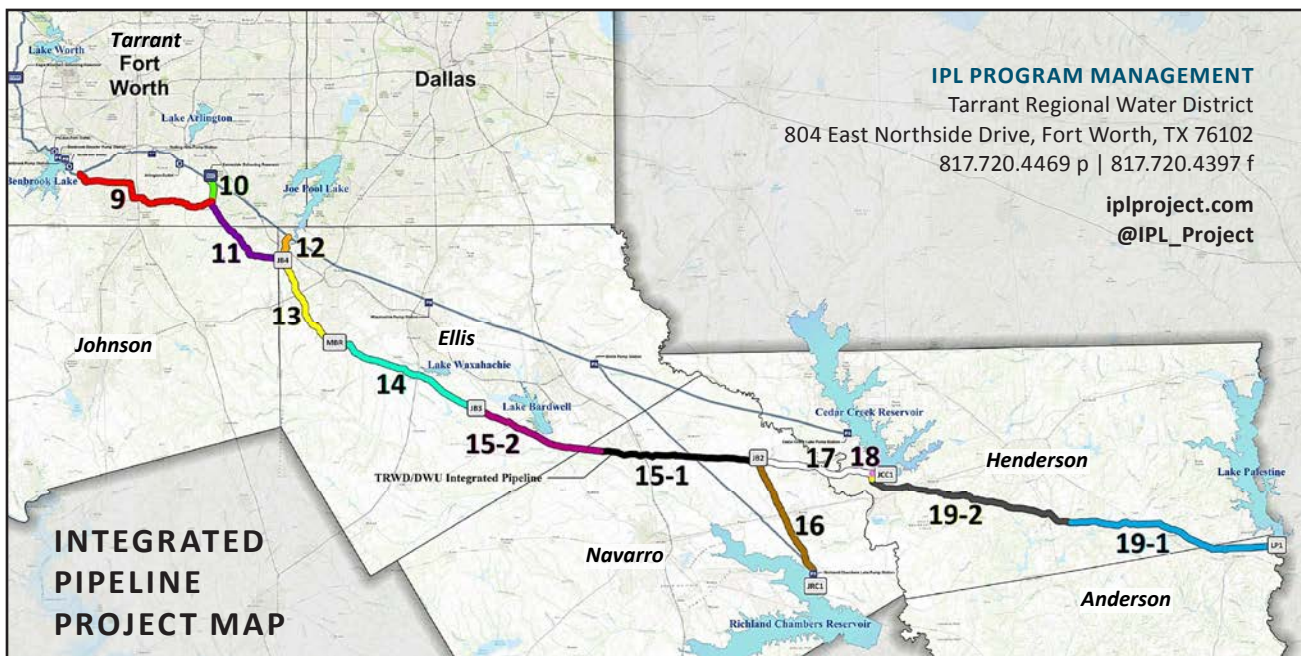 Tarrant
Fort
Worth
Lake Worth
Dallas
Lake Arlington
Benbrook Lake
Joe Pool Lake
9
10
11
12
JB4
13
MBR
Johnson
Ellis
14
Lake Waxahachie
JB3
Lake Bardwell
15-2
TRWD/DWU Integrated Pipeline
15-1
JB2
16
JRC1
Richland Chambers Reservoir
Navarro
17
18
Cedar Creek Reservoir
JCC1
Henderson
19-2
19-1
Lake Palestine
LP1
Anderson
IPL PROGRAM MANAGEMENT
Tarrant Regional Water District
804 East Northside Drive, Fort Worth, TX 76102
817.720.4469 p | 817.720.4397 f
iplproject.com
@IPL_Project
INTEGRATED
PIPELINE
PROJECT MAP